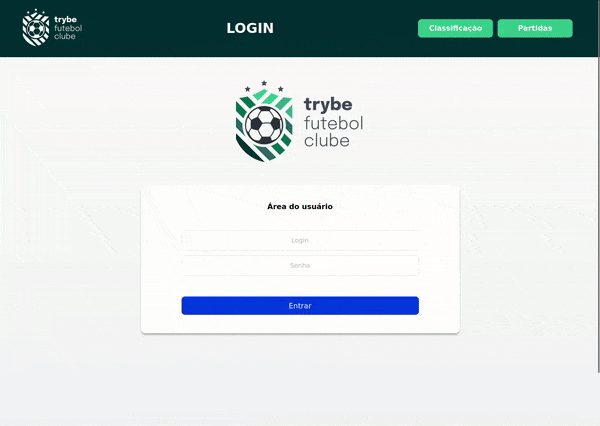 trybe
futebol
clube
LOGIN
Classificação
Partidas
trybe
futebol
clube
Área do usuário
Login
Senha
Entrar